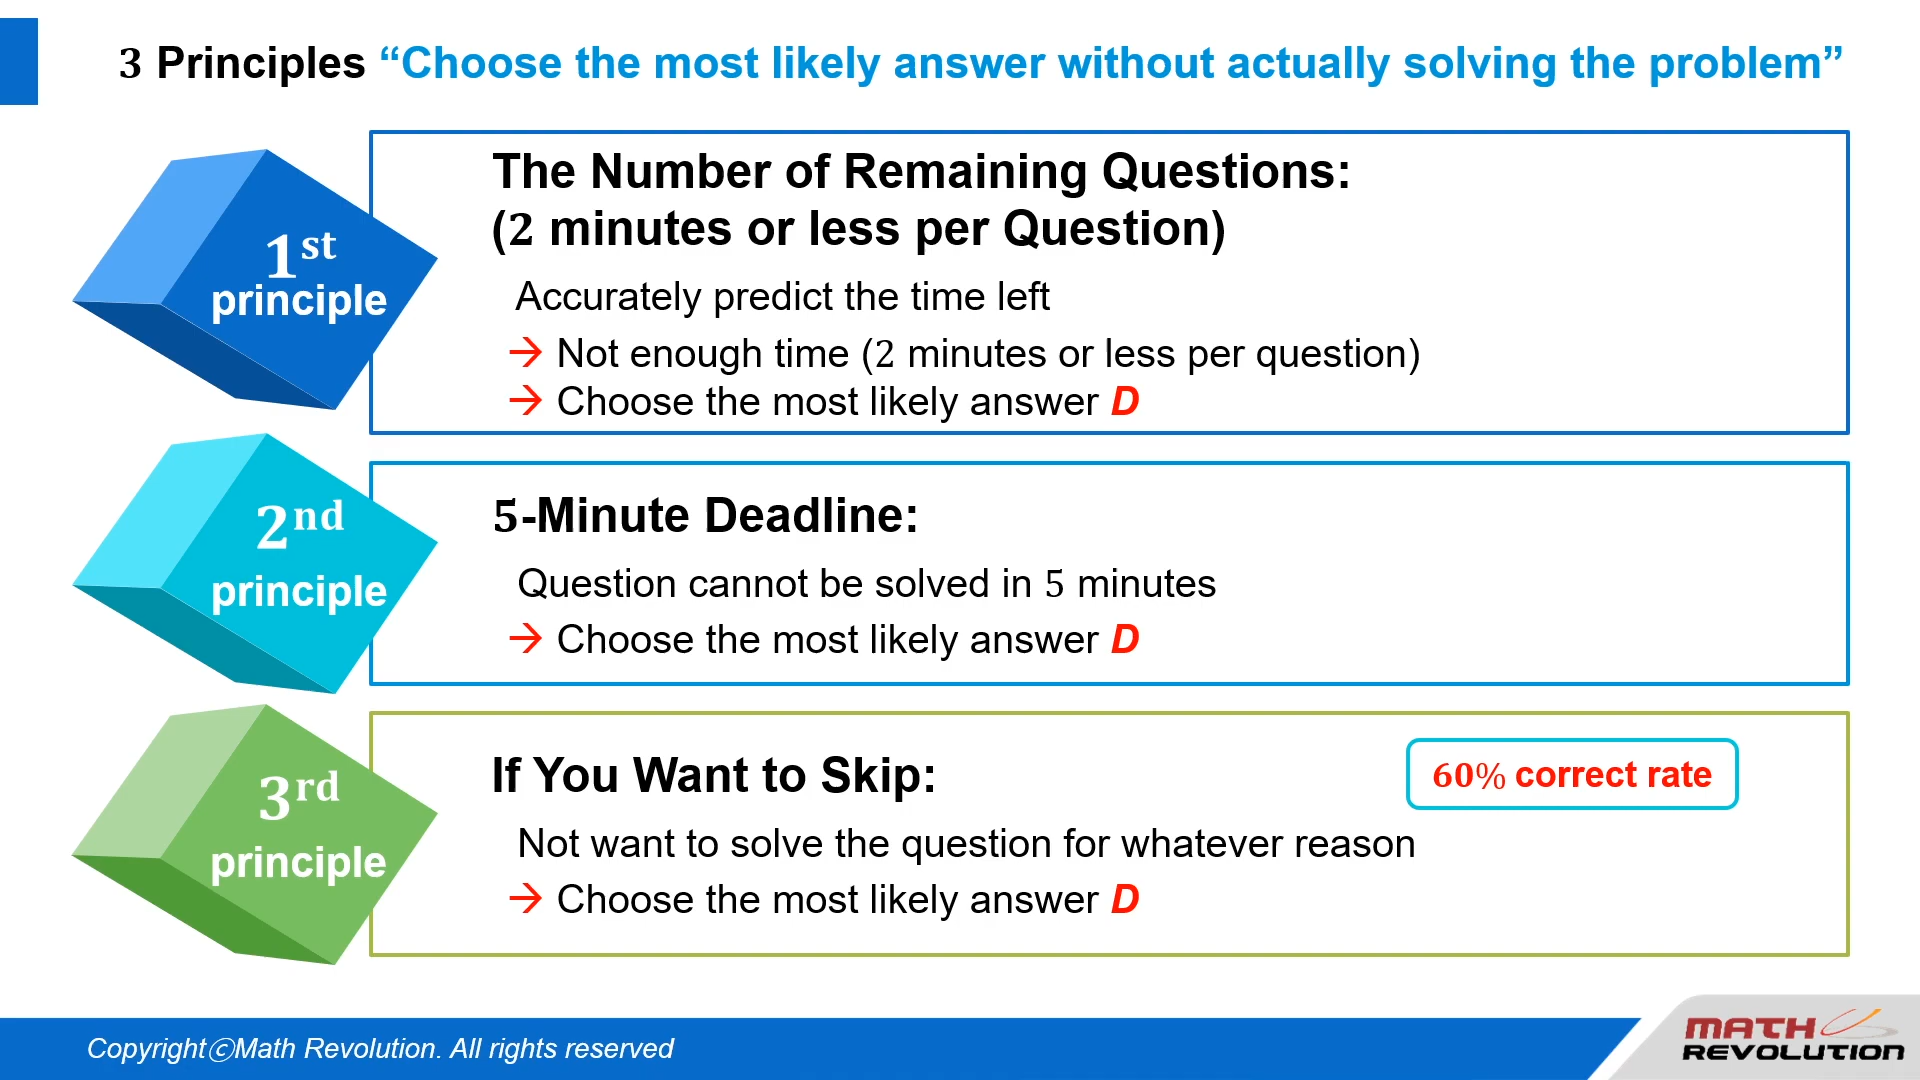 3 Principles “Choose the most likely answer without actually solving the problem”
1st
principle
The Number of Remaining Questions:
(2 minutes or less per Question)
Accurately predict the time left
→ Not enough time (2 minutes or less per question)
→ Choose the most likely answer D
2nd
principle
5-Minute Deadline:
Question cannot be solved in 5 minutes
→ Choose the most likely answer D
3rd
principle
If You Want to Skip:
60% correct rate
Not want to solve the question for whatever reason
→ Choose the most likely answer D
CopyrightⓒMath Revolution. All rights reserved
MATH
REVOLUTION